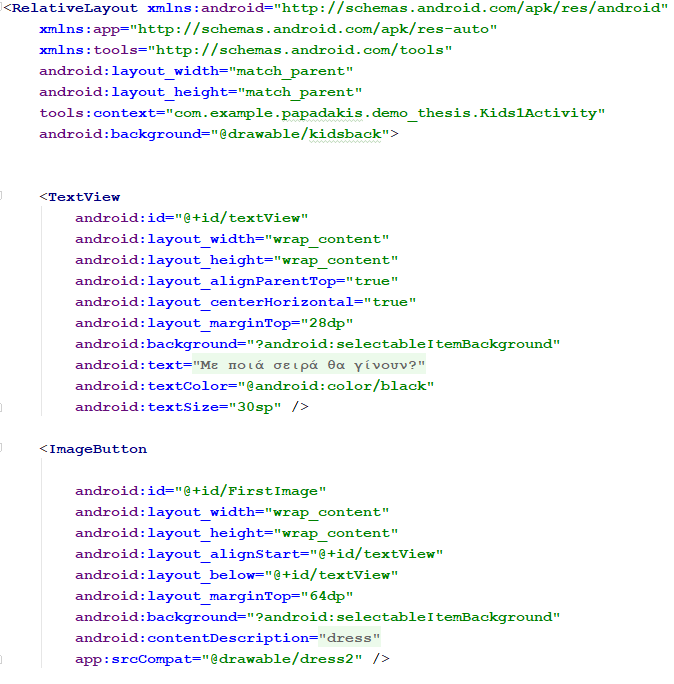 <RelativeLayout xmlns:android="http://schemas.android.com/apk/res/android"
xmlns:app="http://schemas.android.com/apk/res-auto"
xmlns:tools="http://schemas.android.com/tools"
android:layout_width="match_parent"
android:layout_height="match_parent"
tools:context="com.example.papadakis.demo_thesis.Kids1Activity"
android:background="@drawable/kidsback">
<TextView
android:id="@+id/textView"
android:layout_width="wrap_content"
android:layout_height="wrap_content"
android:layout_alignParentTop="true"
android:layout_centerHorizontal="true"
android:layout_marginTop="28dp"
android:background="?android:selectableItemBackground"
android:text="Με ποιά σειρά θα γίνουν?"
android:textColor="@android:color/black"
android:textSize="30sp" />
<ImageButton
android:id="@+id/FirstImage"
android:layout_width="wrap_content"
android:layout_height="wrap_content"
android:layout_alignStart="@+id/textView"
android:layout_below="@+id/textView"
android:layout_marginTop="64dp"
android:background="?android:selectableItemBackground"
android:contentDescription="dress"
app:srcCompat="@drawable/dress2" />